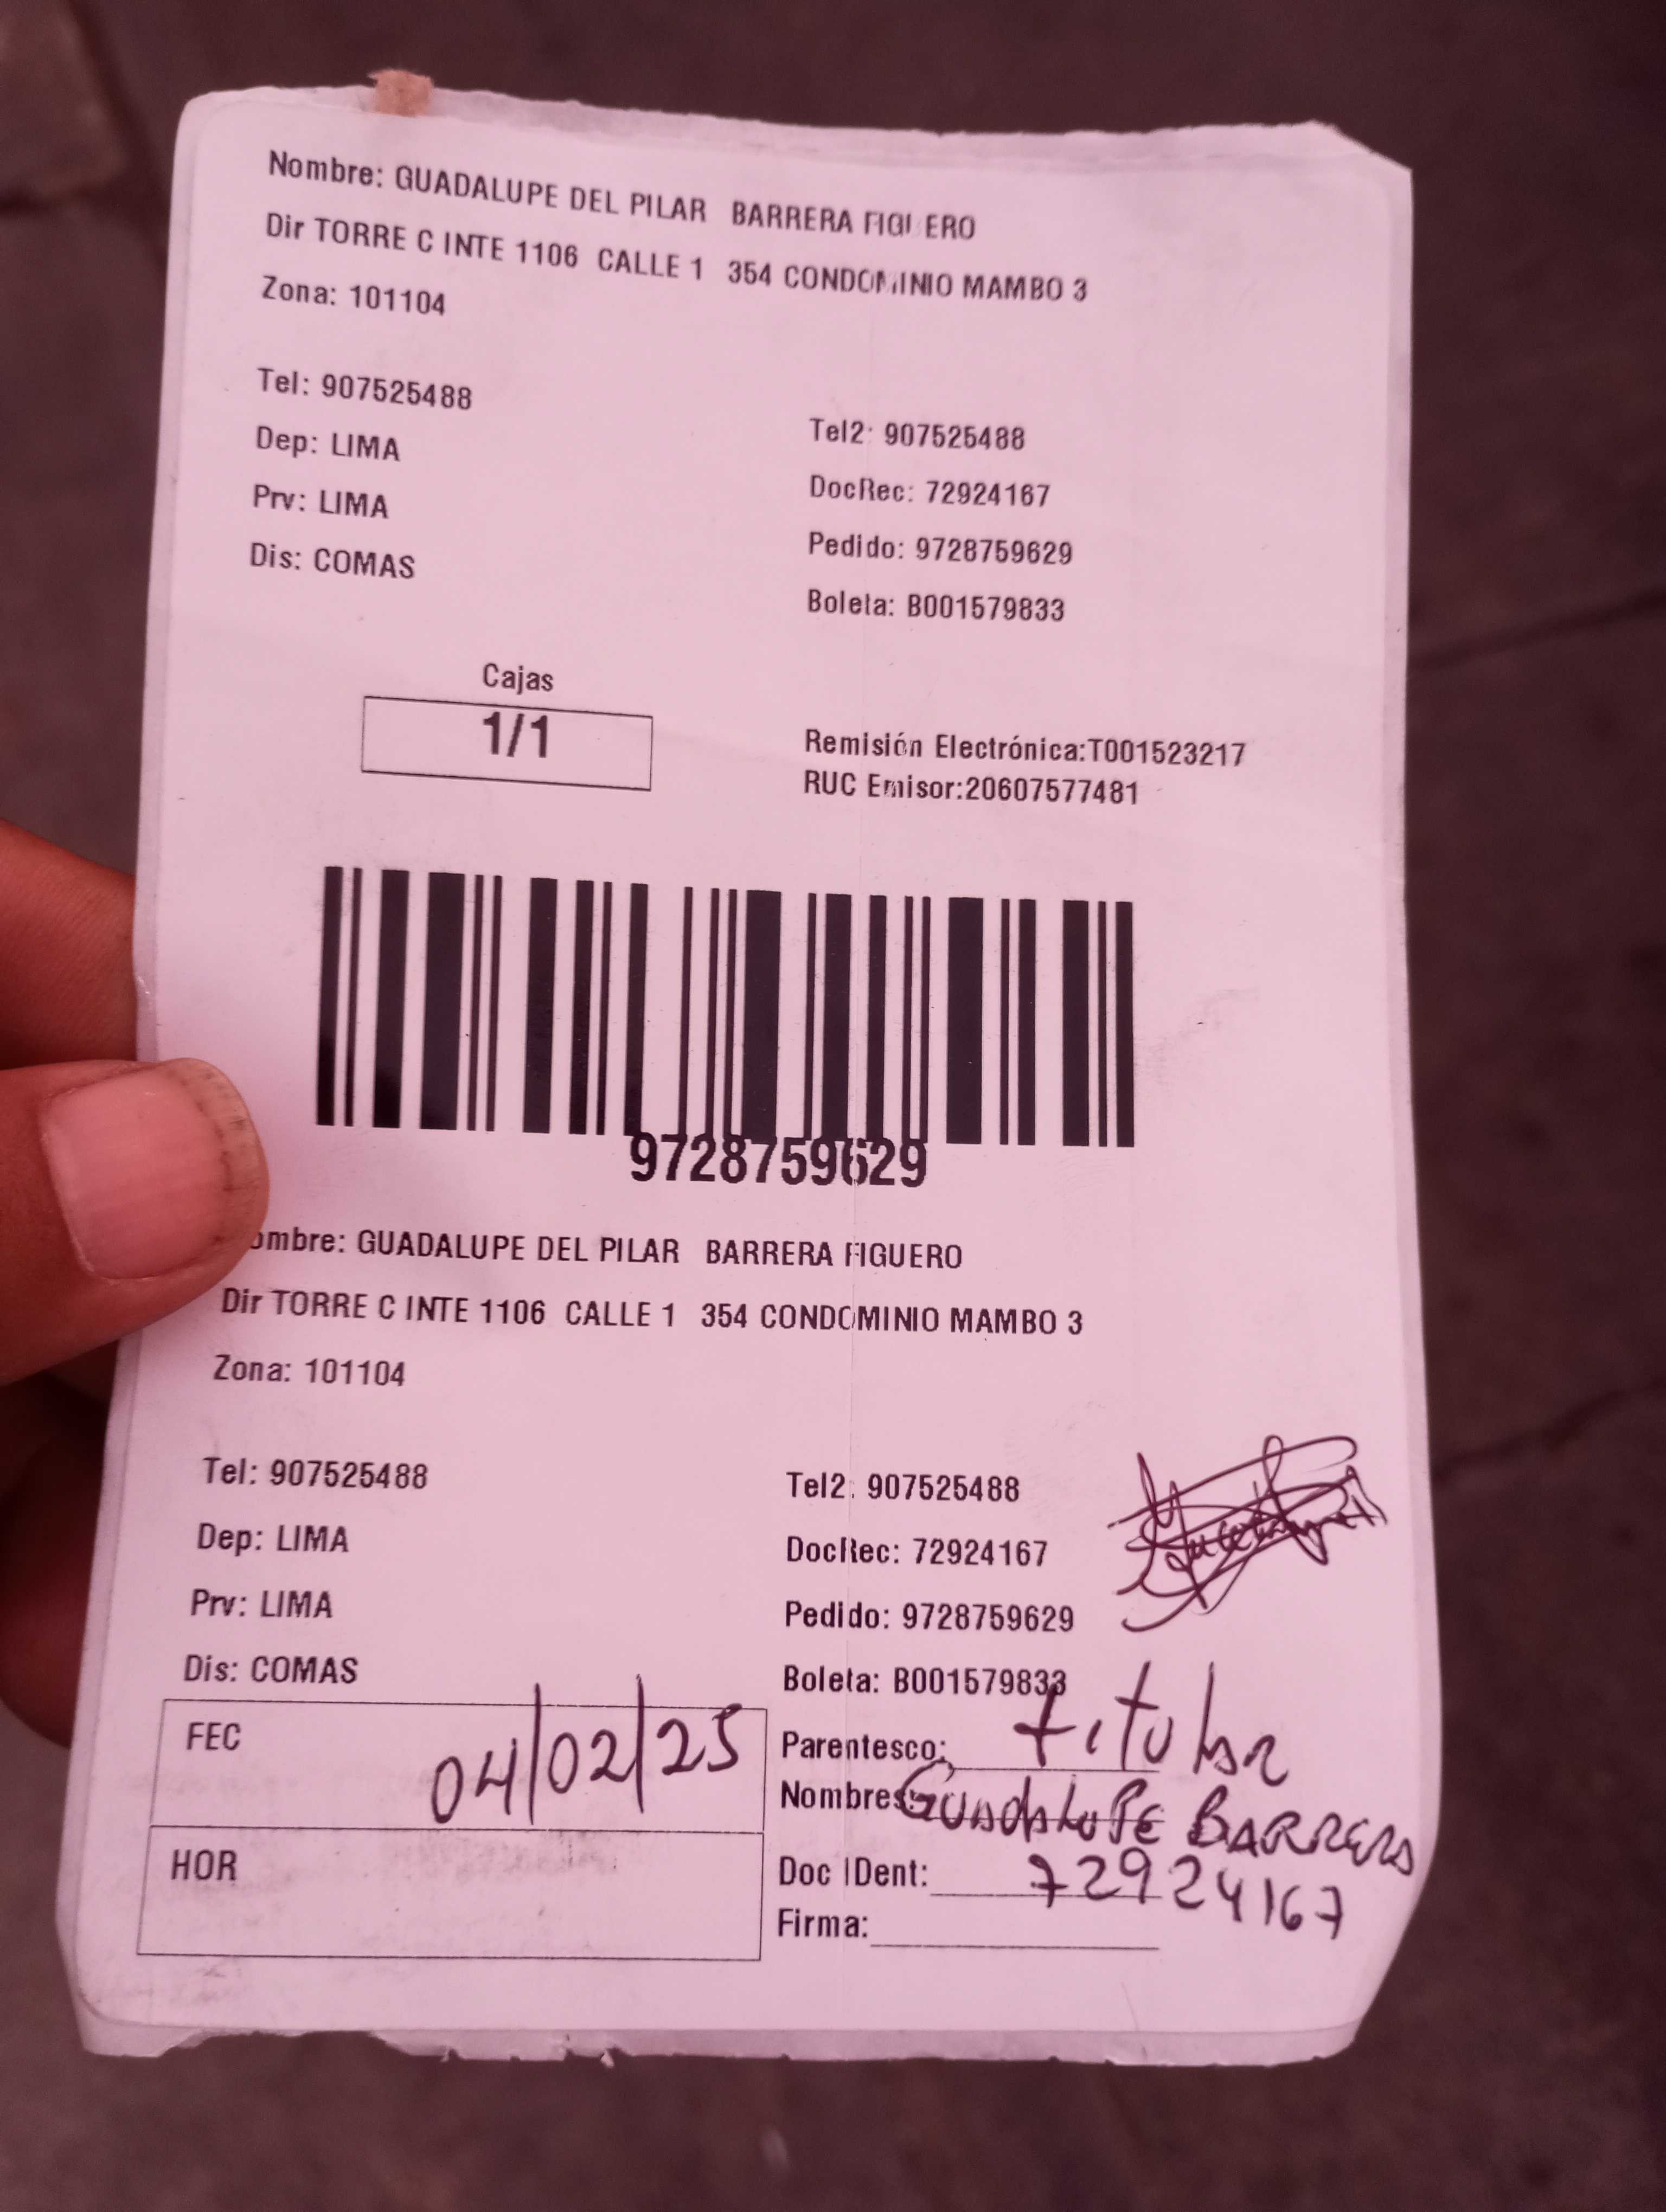 Nombre: GUADALUPE DEL PILAR BARRERA FIGUERO
Dir TORRE C INTE 1106 CALLE 1 354 CONDOMINIO MAMBO 3
Zona: 101104
Tel: 907525488
Tel2: 907525488
Dep: LIMA
DocRec: 72924167
Prv: LIMA
Pedido: 9728759629
Dis: COMAS
Boleta: B001579833
Cajas
1/1
Remisión Electrónica:T001523217
RUC Emisor:20607577481
9728759629
ombre: GUADALUPE DEL PILAR BARRERA FIGUERO
Dir TORRE C INTE 1106 CALLE 1 354 CONDOMINIO MAMBO 3
Zona: 101104
Tel: 907525488
Tel2: 907525488
Dep: LIMA
DocRec: 72924167
Prv: LIMA
Pedido: 9728759629
Dis: COMAS
Boleta: B001579833
FEC 04/02/25
Parentesco: titular
Nombres: GUADALUPE BARRERA
HOR
Doc IDent: 72924167
Firma: